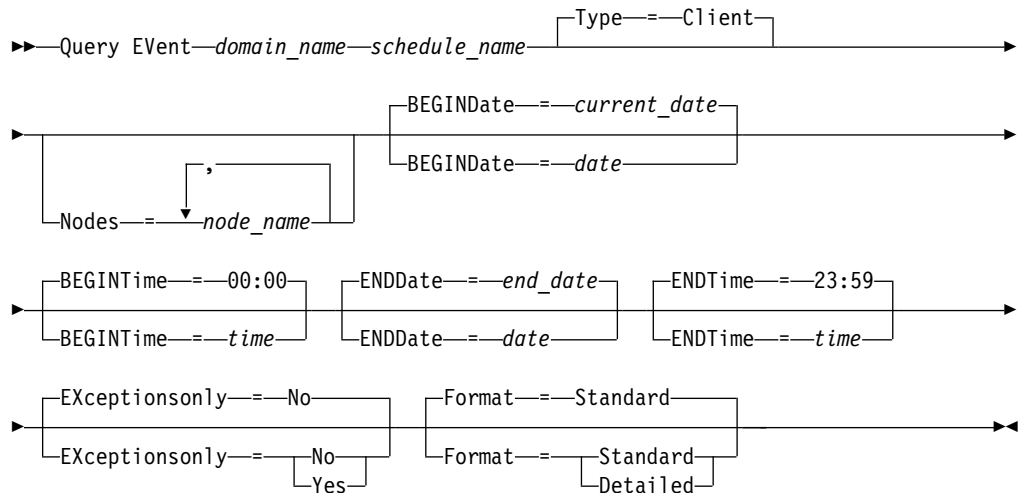 Type = Client
Query EVent domain_name schedule_name
BEGINDate = current_date
BEGINDate = date
,
Nodes = node_name
BEGINTime = 00:00 ENDDate = end_date ENDTime = 23:59
BEGINTime = time ENDDate = date ENDTime = time
EXceptionsonly = No Format = Standard
EXceptionsonly = No Format = Standard
Yes Detailed